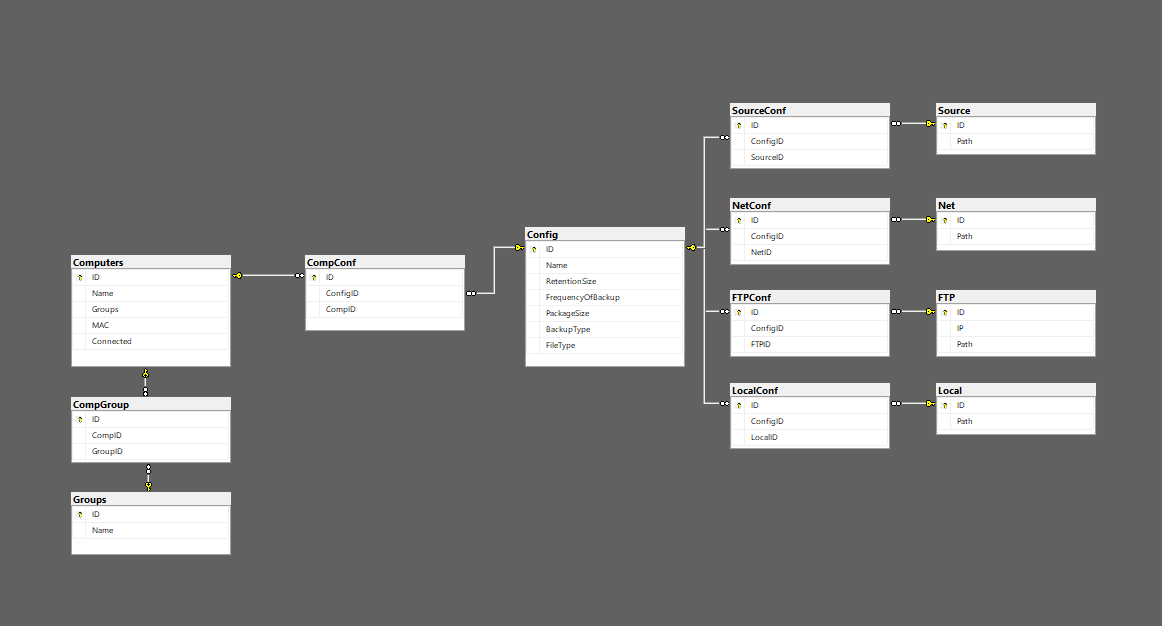 Computers
ID
Name
Groups
MAC
Connected
CompGroup
ID
CompID
GroupID
Groups
ID
Name
CompConf
ID
ConfigID
CompID
Config
ID
Name
RetentionSize
FrequencyOfBackup
PackageSize
BackupType
FileType
SourceConf
ID
ConfigID
SourceID
Source
ID
Path
NetConf
ID
ConfigID
NetID
Net
ID
Path
FTPConf
ID
ConfigID
FTPID
FTP
ID
IP
Path
LocalConf
ID
ConfigID
LocalID
Local
ID
Path